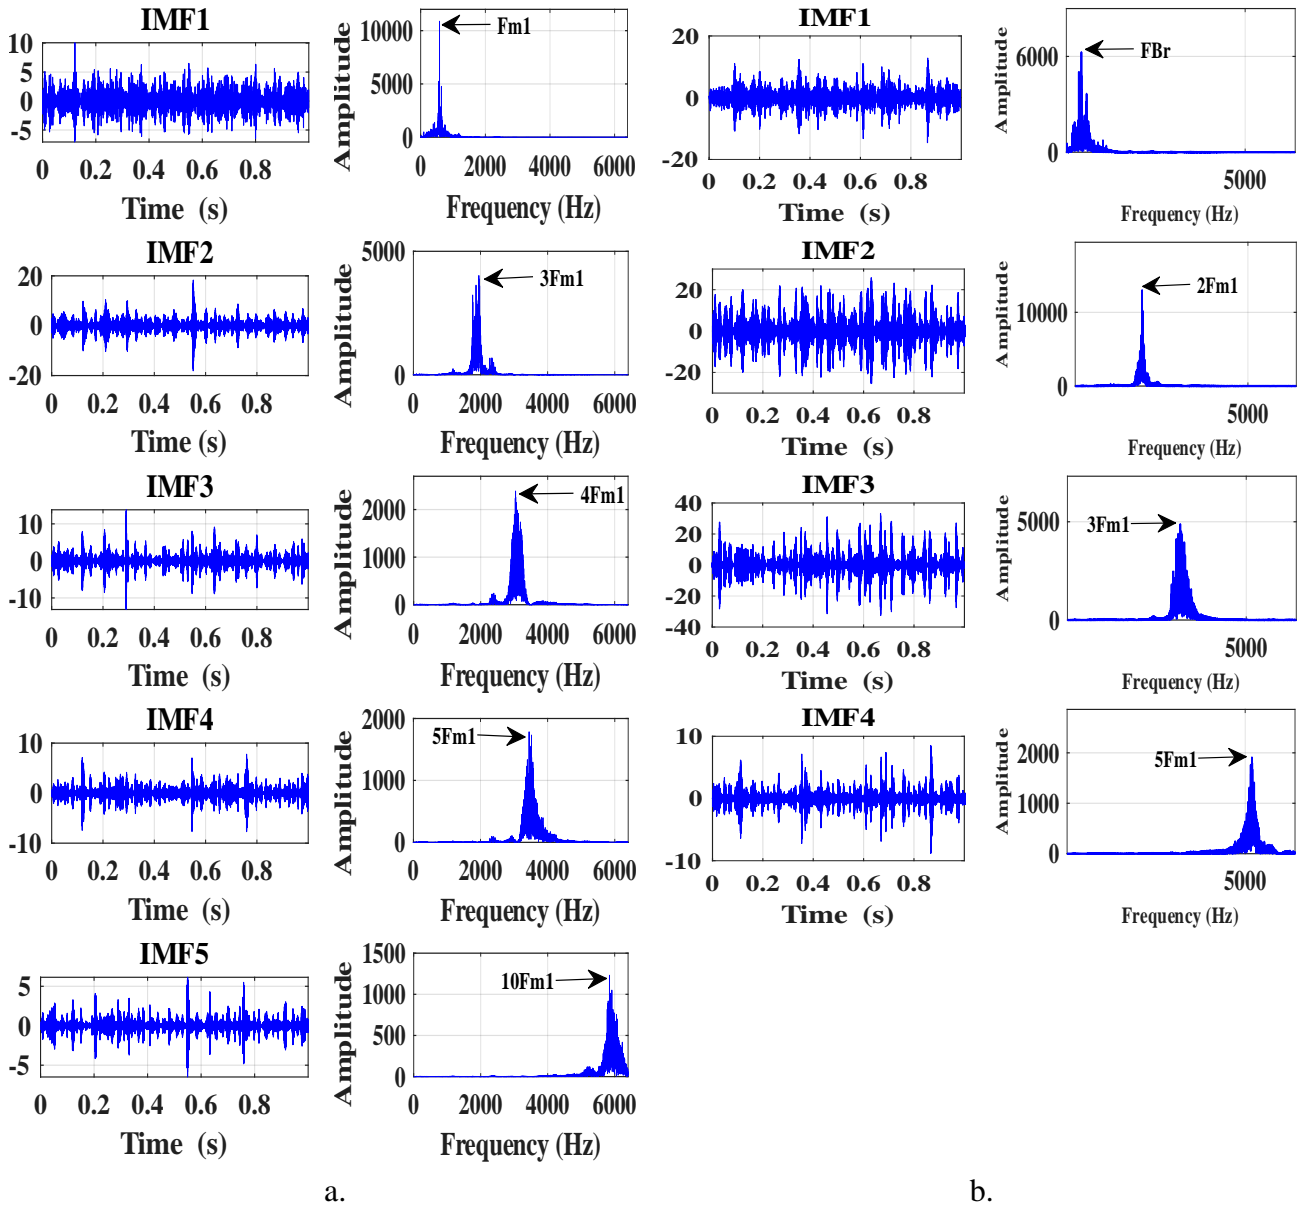 IMF1
10
5
0
-5
0 0.2 0.4 0.6 0.8
Time (s)
Amplitude
10000
5000
0
Fm1
0 2000 4000 6000
Frequency (Hz)
IMF2
20
0
-20
0 0.2 0.4 0.6 0.8 1
Time (s)
Amplitude
5000
0
3Fm1
0 2000 4000 6000
Frequency (Hz)
IMF3
10
0
-10
0 0.2 0.4 0.6 0.8 1
Time (s)
Amplitude
2000
1000
0
4Fm1
0 2000 4000 6000
Frequency (Hz)
IMF4
10
0
-10
0 0.2 0.4 0.6 0.8 1
Time (s)
Amplitude
2000
1000
0
5Fm1
0 2000 4000 6000
Frequency (Hz)
IMF5
5
0
-5
0 0.2 0.4 0.6 0.8 1
Time (s)
Amplitude
1500
1000
500
0
10Fm1
0 2000 4000 6000
Frequency (Hz)
a.
IMF1
20
0
-20
0 0.2 0.4 0.6 0.8
Time (s)
Amplitude
6000
0
FBr
5000
Frequency (Hz)
IMF2
20
0
-20
0 0.2 0.4 0.6 0.8
Time (s)
Amplitude
10000
0
2Fm1
5000
Frequency (Hz)
IMF3
40
20
0
-20
-40
0 0.2 0.4 0.6 0.8
Time (s)
Amplitude
5000
0
3Fm1
5000
Frequency (Hz)
IMF4
10
0
-10
0 0.2 0.4 0.6 0.8
Time (s)
Amplitude
2000
1000
0
5Fm1
5000
Frequency (Hz)
b.